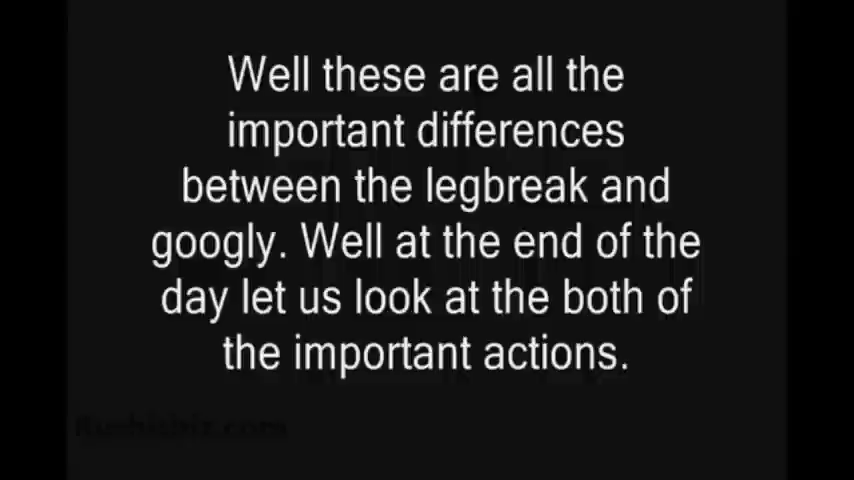 Well these are all the
important differences
between the legbreak and
googly. Well at the end of the
day let us look at the both of
the important actions.